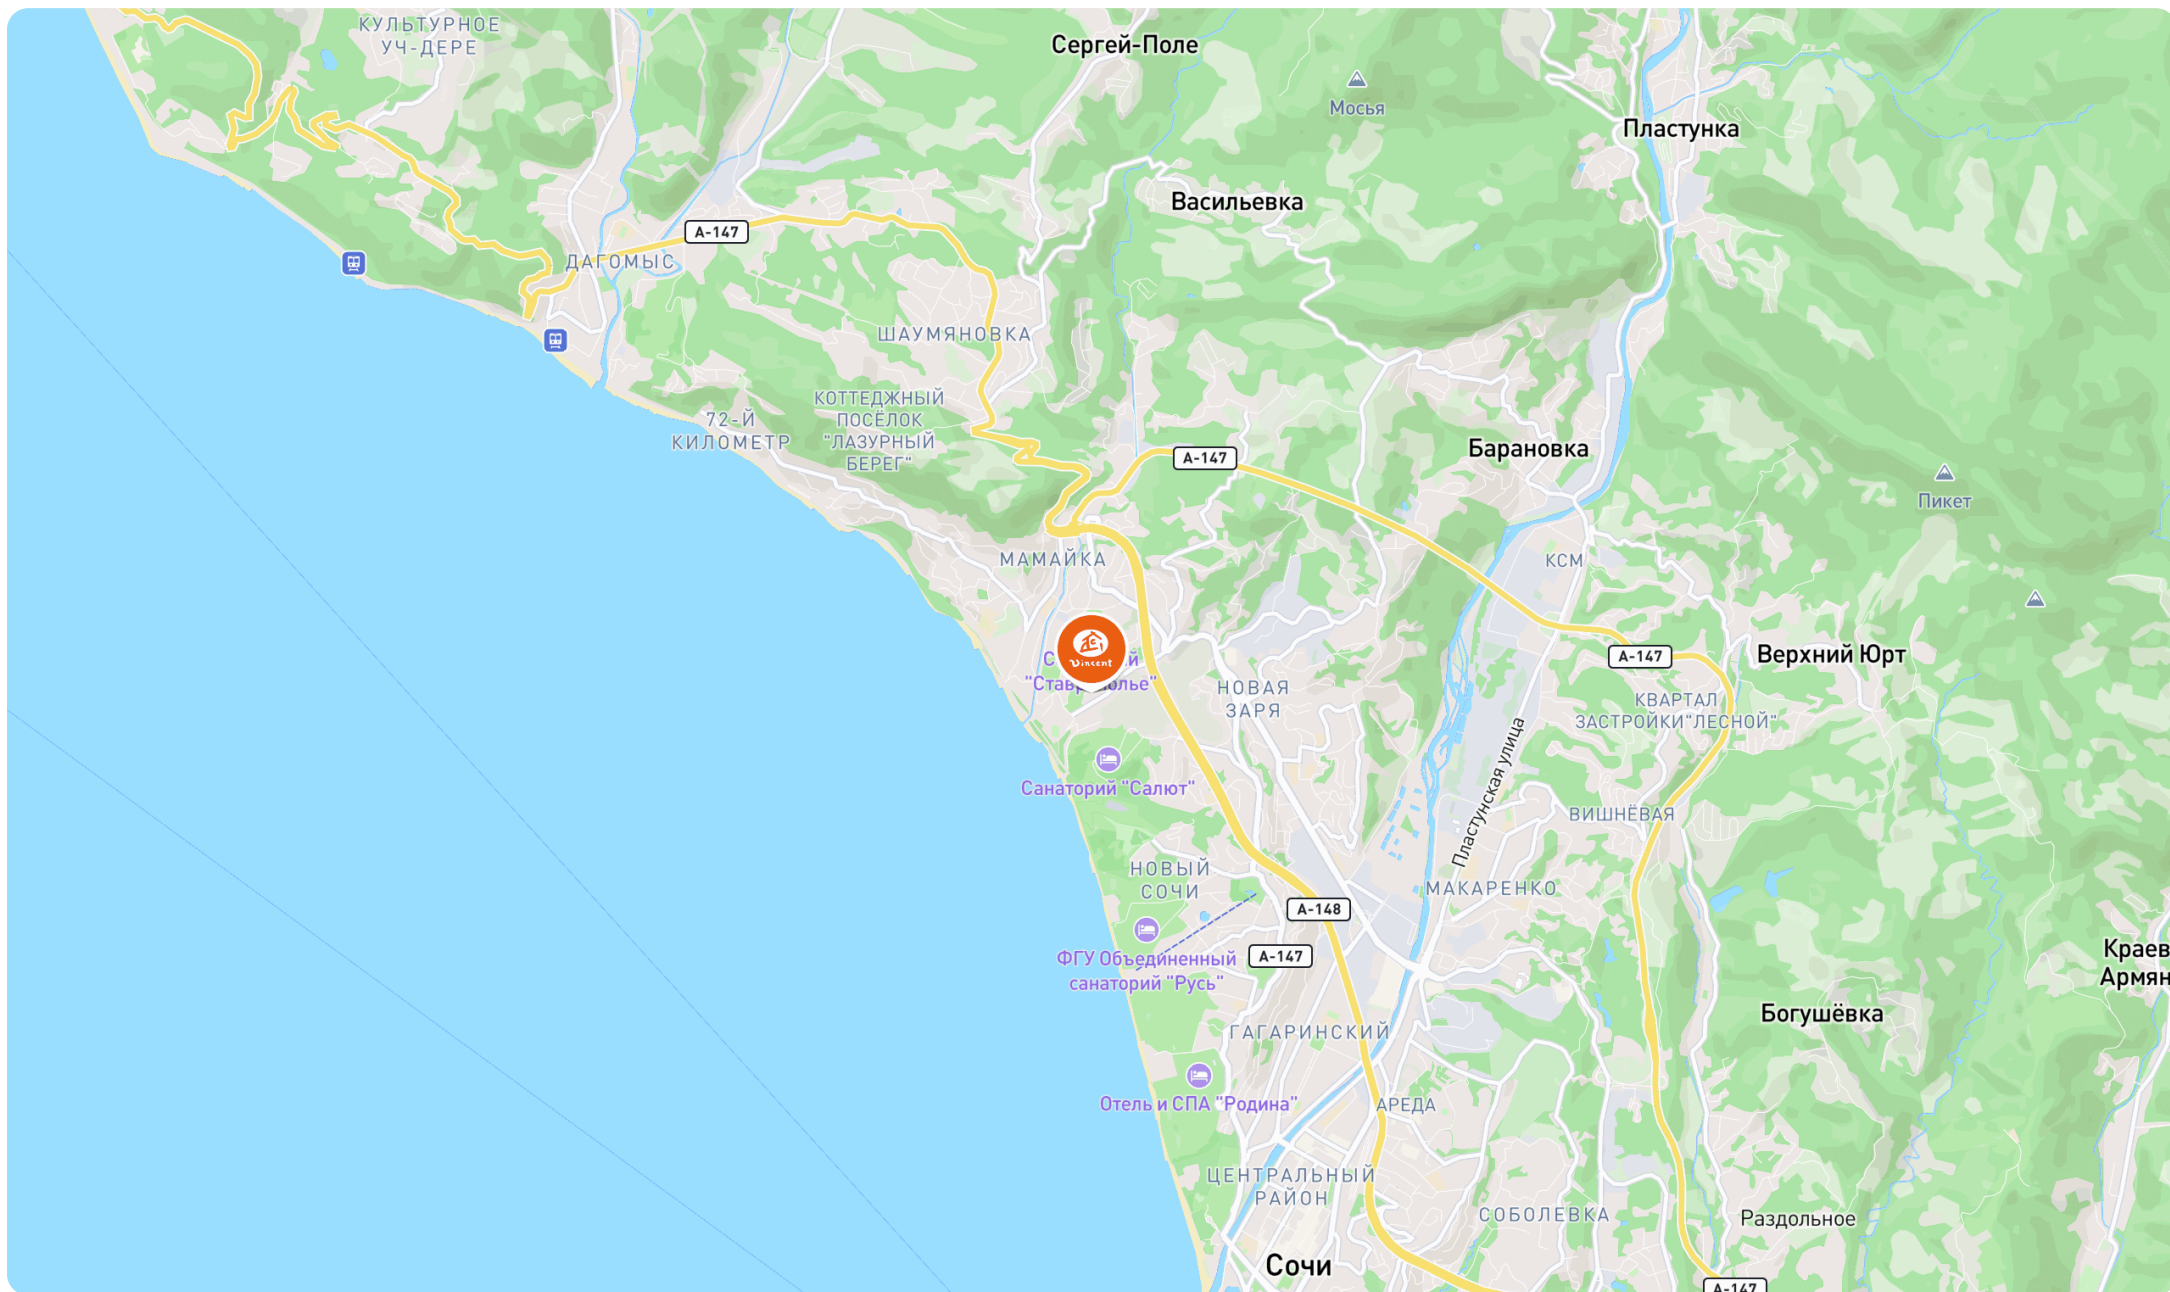 КУЛЬТУРНОЕ
УЧ-ДЕРЕ
Сергей-Поле
Мосья
Пластунка
Васильевка
А-147
ДАГОМЫС
ШАУМЯНОВКА
КОТТЕДЖНЫЙ
ПОСЁЛОК
"ЛАЗУРНЫЙ
БЕРЕГ"
72-Й
КИЛОМЕТР
А-147
Барановка
Пикет
МАМАЙКА
КСМ
Vincent
А-147
Верхний Юрт
НОВАЯ
ЗАРЯ
КВАРТАЛ
ЗАСТРОЙКИ"ЛЕСНОЙ"
Пластунская улица
Санаторий "Салют"
ВИШНЁВАЯ
НОВЫЙ
СОЧИ
МАКАРЕНКО
А-148
А-147
ФГУ Объединенный
санаторий "Русь"
Краев
Армян
Богушёвка
ГАГАРИНСКИЙ
Отель и СПА "Родина"
АРЕДА
ЦЕНТРАЛЬНЫЙ
РАЙОН
СОБОЛЕВКА
Раздольное
Сочи
А-147